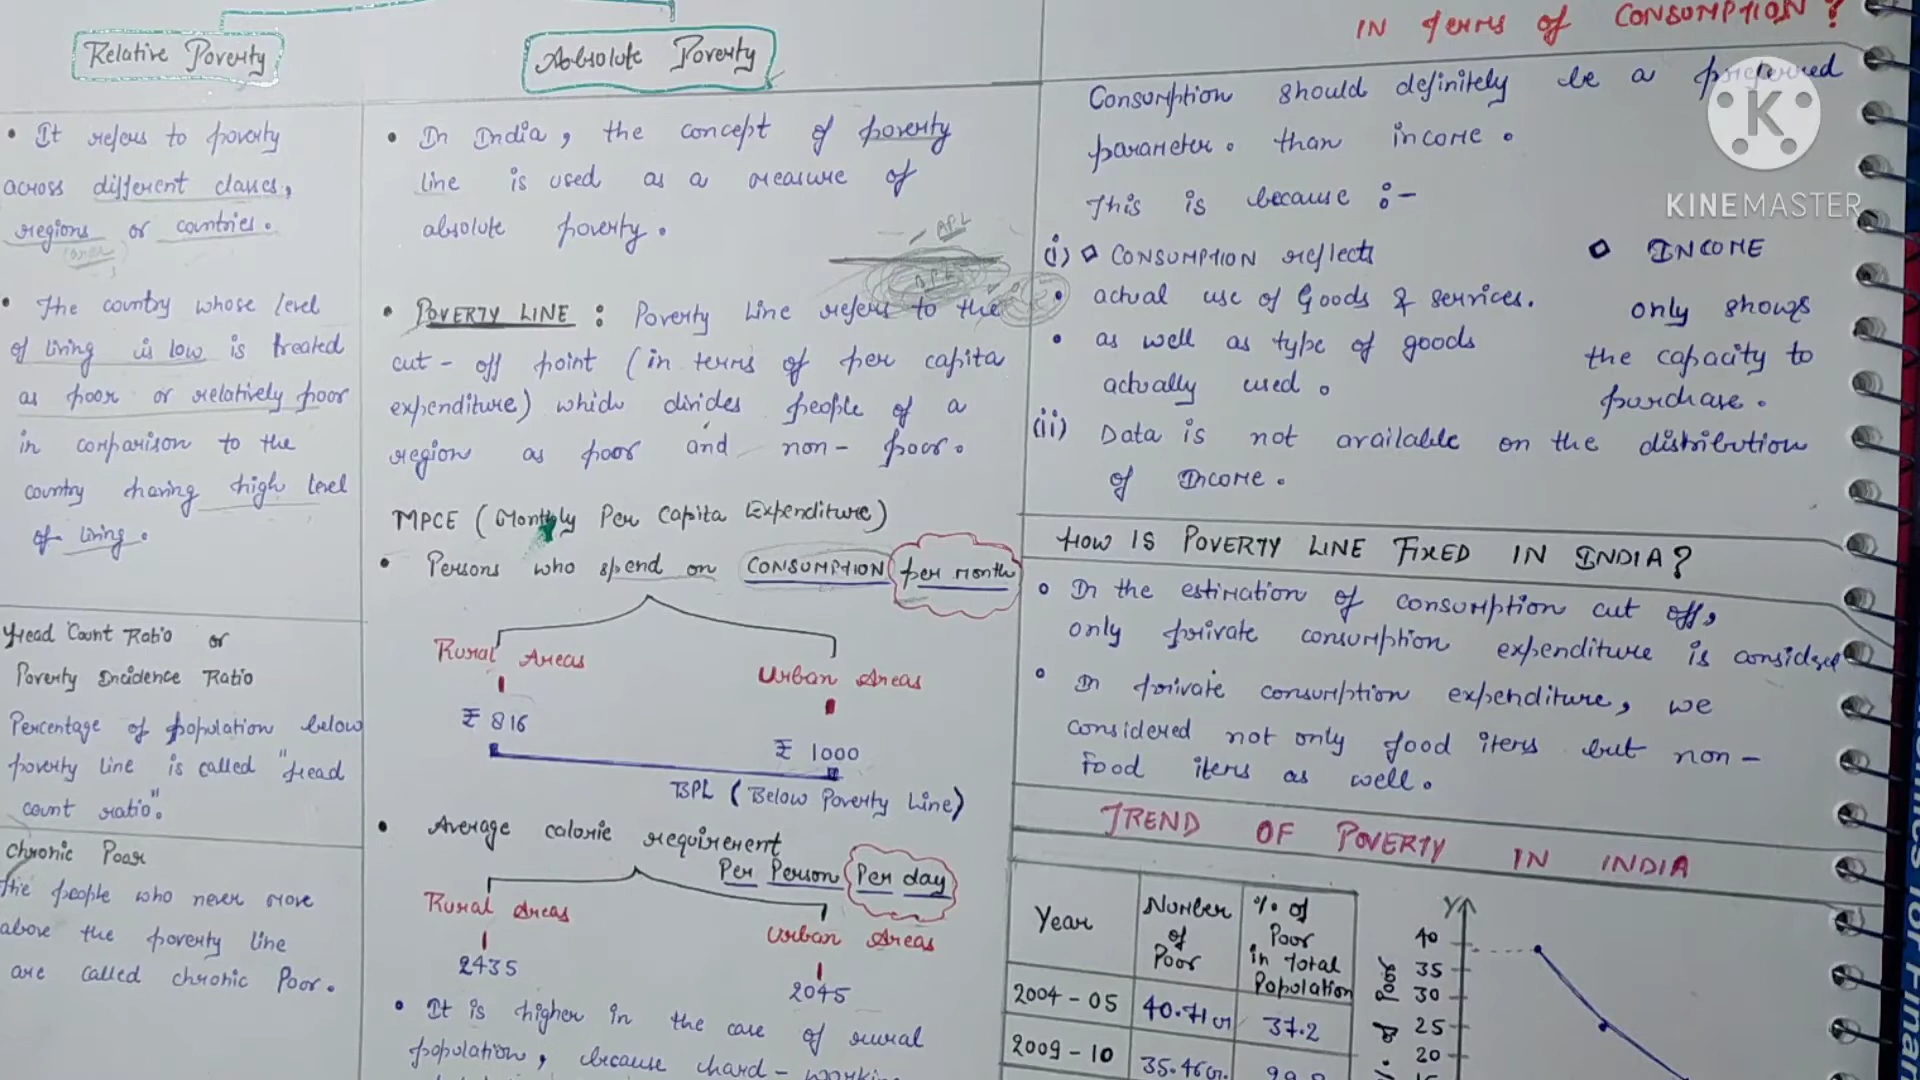 Relative Poverty
• It refers to poverty
across different classes,
regions or countries.
• The country whose level
of living is low is treated
as poor or relatively poor
in comparison to the
country having high level
of living.
Head Count Ratio or
Poverty Incidence Ratio
Percentage of population below
poverty line is called "Head
count ratio".
Chronic Poor
The people who never move
above the poverty line
are called chronic Poor.
Absolute Poverty
• In India, the concept of poverty
line is used as a measure of
absolute poverty.
APL
BPL
• POVERTY LINE : Poverty Line refers to the
cut-off point (in terms of per capita
expenditure) which divides people of a
region as poor and non-poor.
MPCE (Monthly Per Capita Expenditure)
• Persons who spend on CONSUMPTION per month
Rural Areas
Urban Areas
₹ 816
₹ 1000
BPL (Below Poverty Line)
• Average calorie requirement
Per Person Per day
Rural Areas
Urban Areas
2435
2045
• It is higher in the case of rural
population, because hard-working
IN terms of CONSUMPTION?
Consumption should definitely be a preferred
parameter. than income.
This is because :-
(i) CONSUMPTION reflects
• actual use of Goods & services.
• as well as type of goods
actually used.
INCOME
only shows
the capacity to
purchase.
(ii) Data is not available on the distribution
of Income.
HOW IS POVERTY LINE FIXED IN INDIA?
• In the estimation of consumption cut off,
only private consumption expenditure is considered
• In private consumption expenditure, we
considered not only food items but non-
food items as well.
TREND OF POVERTY IN INDIA
Year
Number of Poor
% of Poor in Total Population
2004-05 40.71 cr 37.2
2009-10 35.46 cr.
Y
40
35
30
25
20
K
KINEMASTER